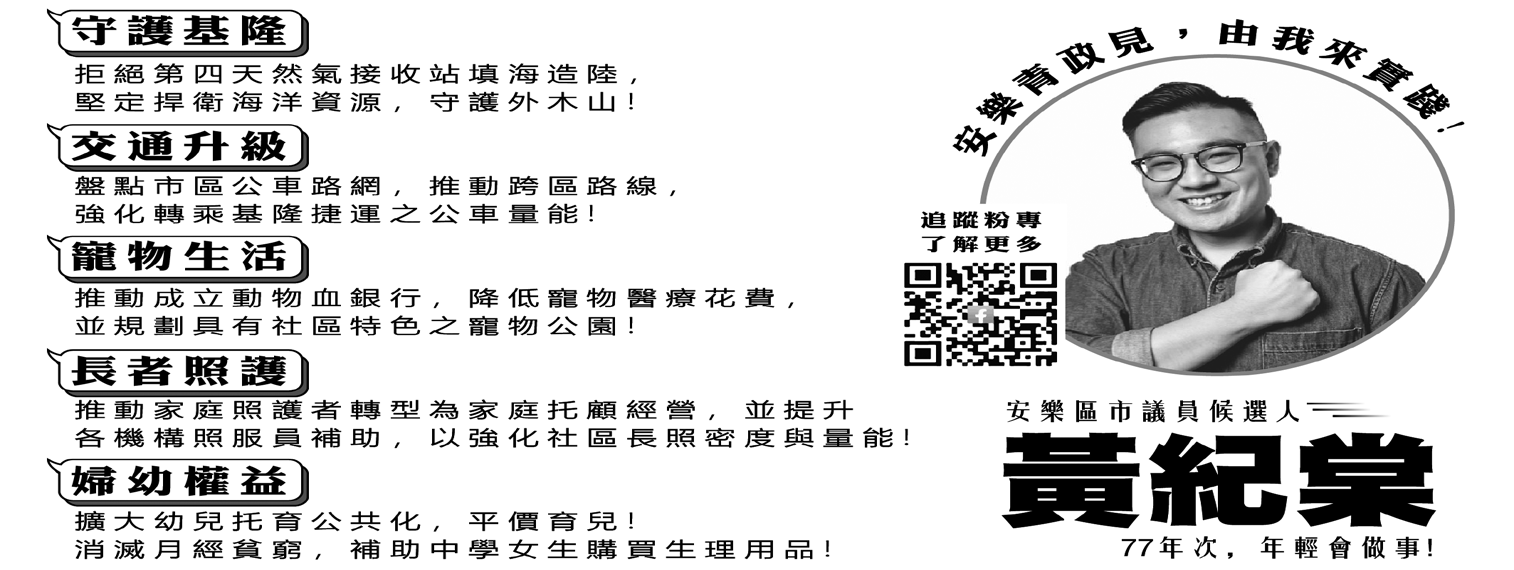 守護基隆
拒絕第四天然氣接收站填海造陸，
堅定捍衛海洋資源，守護外木山！
交通升級
盤點市區公車路網，推動跨區路線，
強化轉乘基隆捷運之公車量能！
寵物生活
推動成立動物血銀行，降低寵物醫療花費，
並規劃具有社區特色之寵物公園！
長者照護
推動家庭照護者轉型為家庭托顧經營，並提升
各機構照服員補助，以強化社區長照密度與量能！
婦幼權益
擴大幼兒托育公共化，平價育兒！
消滅月經貧窮，補助中學女生購買生理用品！
安樂青政見，由我來實踐！
追蹤粉專
了解更多
f
安樂區市議員候選人
黃紀棠
77年次，年輕會做事！